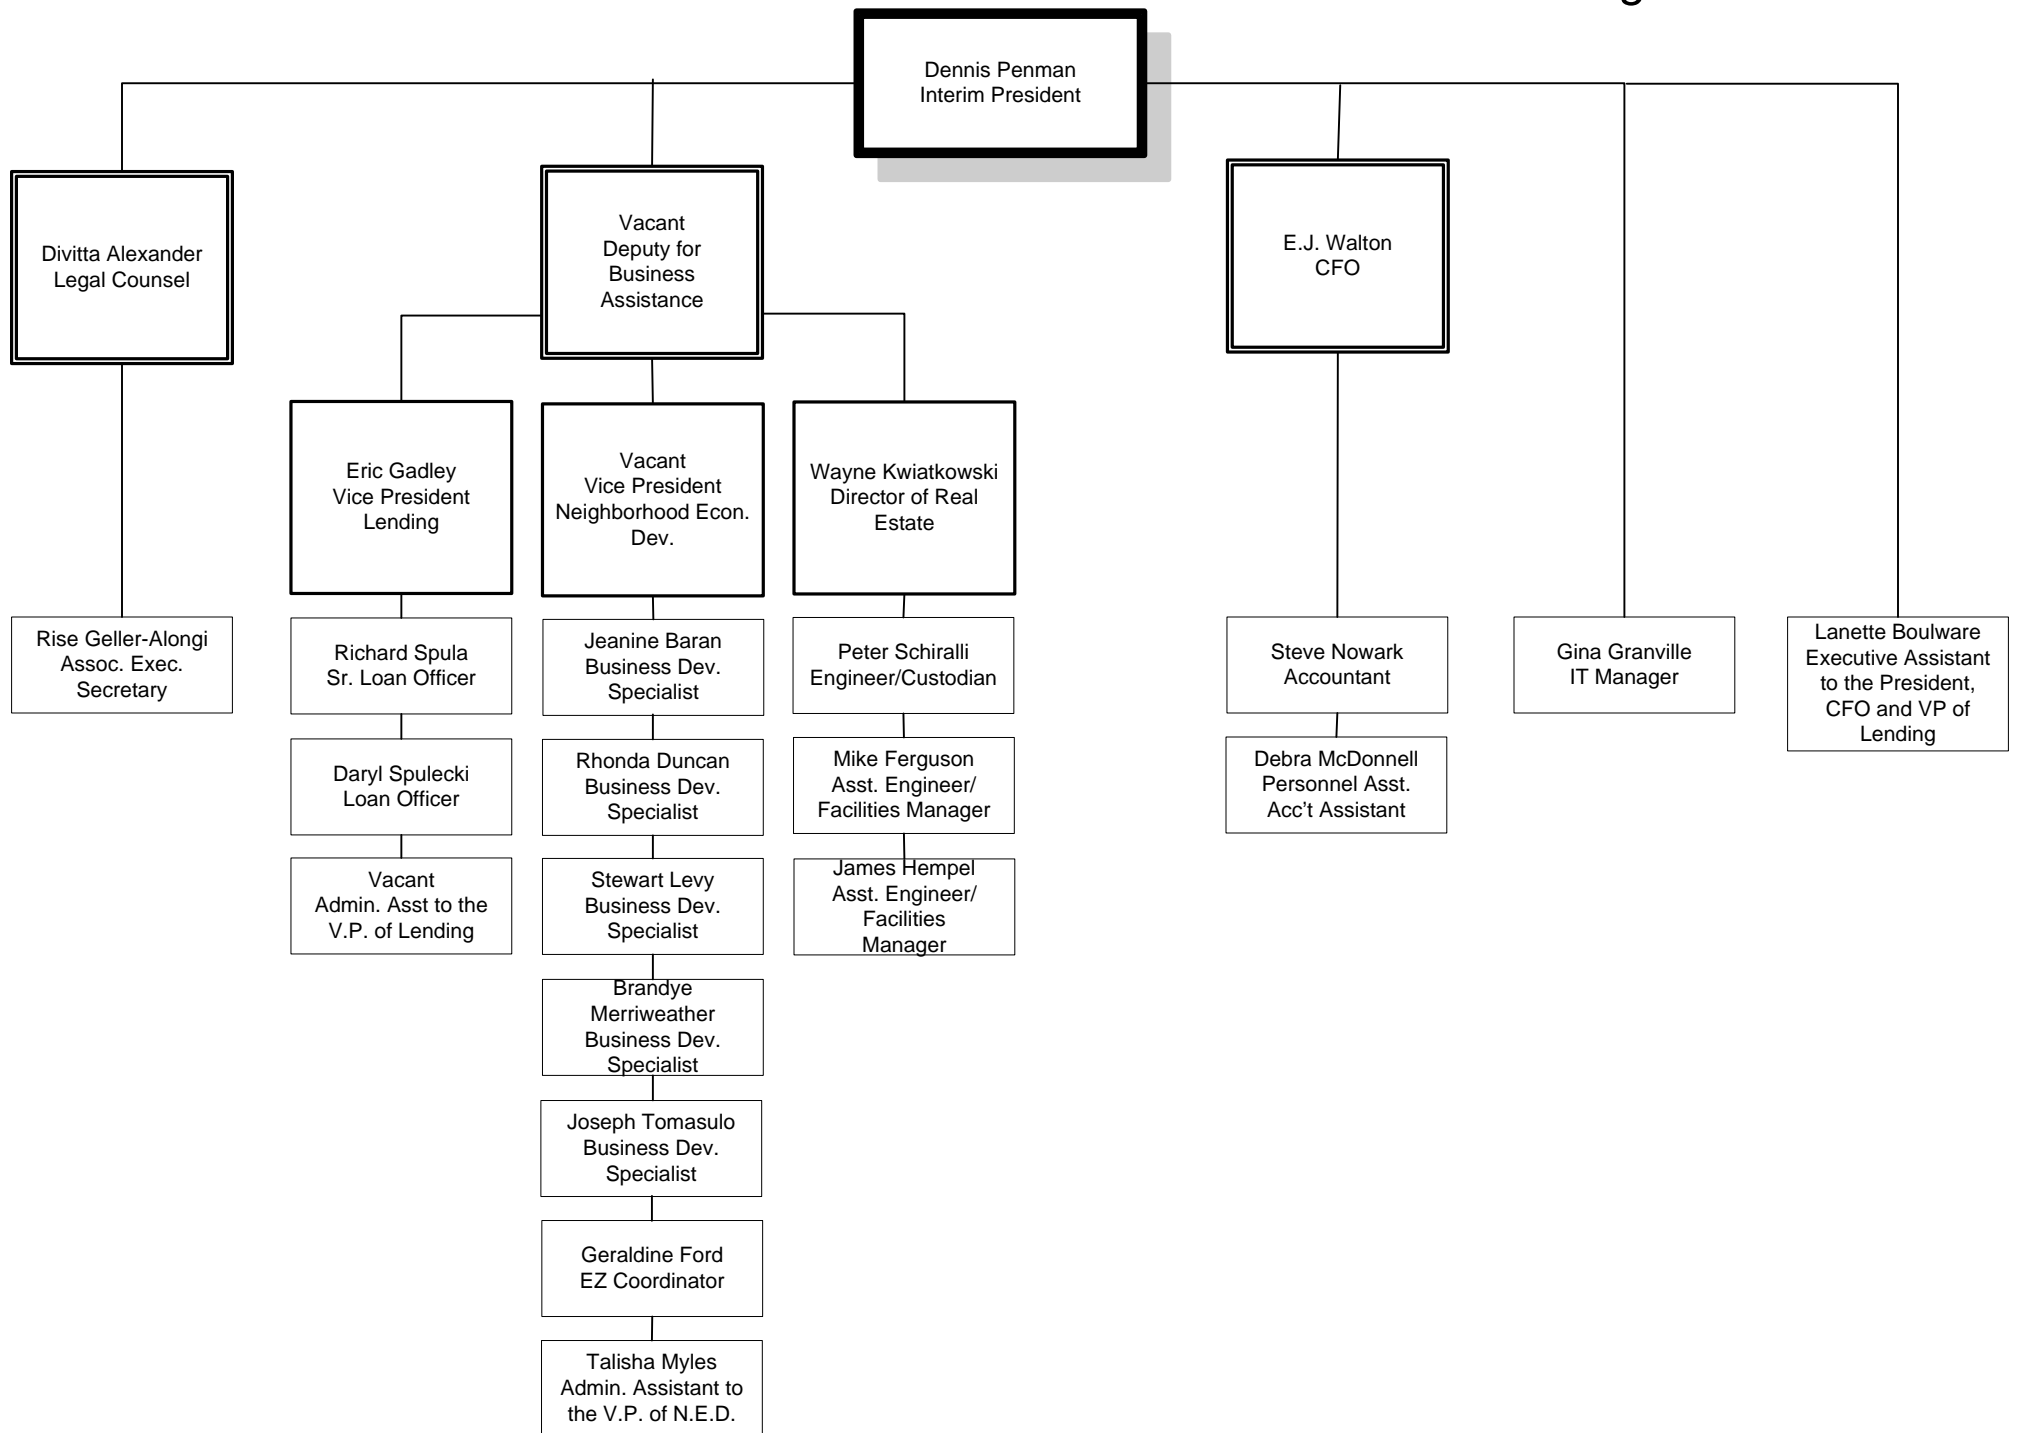 Dennis Penman
Interim President
Divitta Alexander
Legal Counsel
Vacant
Deputy for
Business
Assistance
E.J. Walton
CFO
Eric Gadley
Vice President
Lending
Vacant
Vice President
Neighborhood Econ.
Dev.
Wayne Kwiatkowski
Director of Real
Estate
Rise Geller-Alongi
Assoc. Exec.
Secretary
Richard Spula
Sr. Loan Officer
Jeanine Baran
Business Dev.
Specialist
Peter Schiralli
Engineer/Custodian
Steve Nowark
Accountant
Gina Granville
IT Manager
Lanette Boulware
Executive Assistant
to the President,
CFO and VP of
Lending
Daryl Spulecki
Loan Officer
Rhonda Duncan
Business Dev.
Specialist
Mike Ferguson
Asst. Engineer/
Facilities Manager
Debra McDonnell
Personnel Asst.
Acc’t Assistant
Vacant
Admin. Asst to the
V.P. of Lending
Stewart Levy
Business Dev.
Specialist
James Hempel
Asst. Engineer/
Facilities
Manager
Brandye
Merriweather
Business Dev.
Specialist
Joseph Tomasulo
Business Dev.
Specialist
Geraldine Ford
EZ Coordinator
Talisha Myles
Admin. Assistant to
the V.P. of N.E.D.